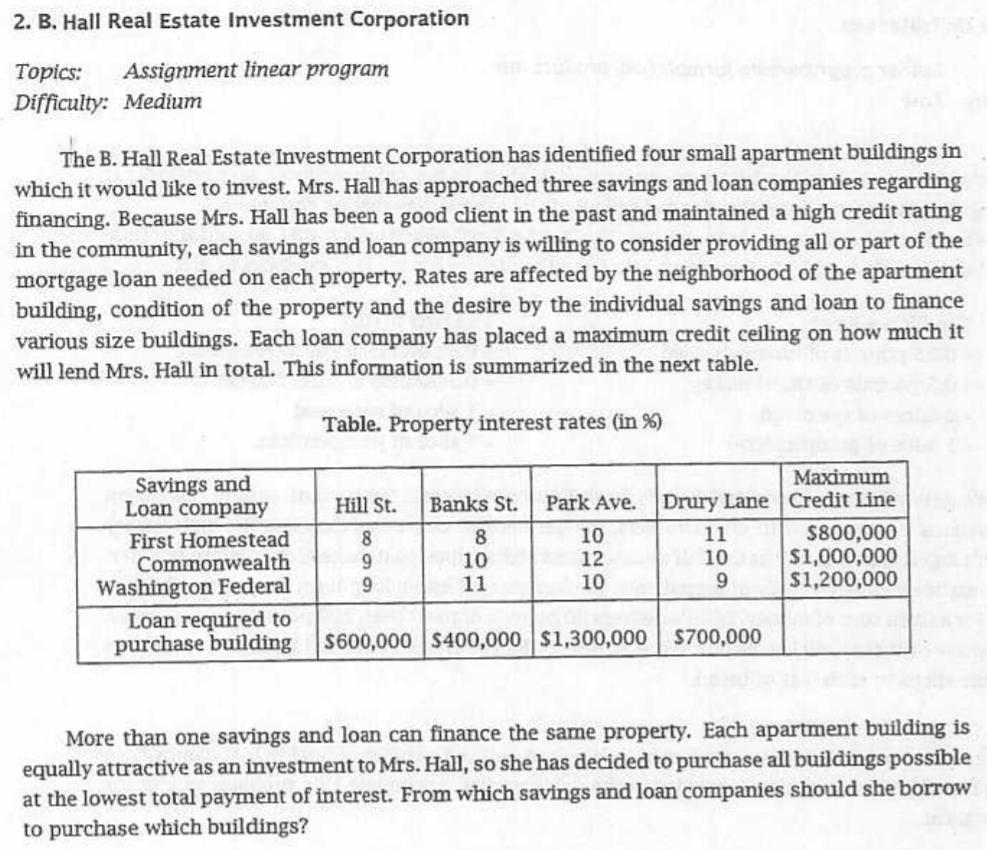 2. B. Hall Real Estate Investment Corporation
Topics: Assignment linear program
Difficulty: Medium
The B. Hall Real Estate Investment Corporation has identified four small apartment buildings in
which it would like to invest. Mrs. Hall has approached three savings and loan companies regarding
financing. Because Mrs. Hall has been a good client in the past and maintained a high credit rating
in the community, each savings and loan company is willing to consider providing all or part of the
mortgage loan needed on each property. Rates are affected by the neighborhood of the apartment
building, condition of the property and the desire by the individual savings and loan to finance
various size buildings. Each loan company has placed a maximum credit ceiling on how much it
will lend Mrs. Hall in total. This information is summarized in the next table.
Table. Property interest rates (in %)
Savings and Maximum
Loan company Hill St. Banks St. Park Ave. Drury Lane Credit Line
First Homestead 8 8 10 11 $800,000
Commonwealth 9 10 12 10 $1,000,000
Washington Federal 9 11 10 9 $1,200,000
Loan required to
purchase building $600,000 $400,000 $1,300,000 $700,000
More than one savings and loan can finance the same property. Each apartment building is
equally attractive as an investment to Mrs. Hall, so she has decided to purchase all buildings possible
at the lowest total payment of interest. From which savings and loan companies should she borrow
to purchase which buildings?